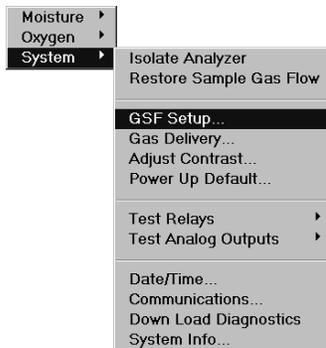 Moisture
Oxygen
System
Isolate Analyzer
Restore Sample Gas Flow
GSF Setup...
Gas Delivery...
Adjust Contrast...
Power Up Default...
Test Relays
Test Analog Outputs
Date/Time...
Communications...
Down Load Diagnostics
System Info...